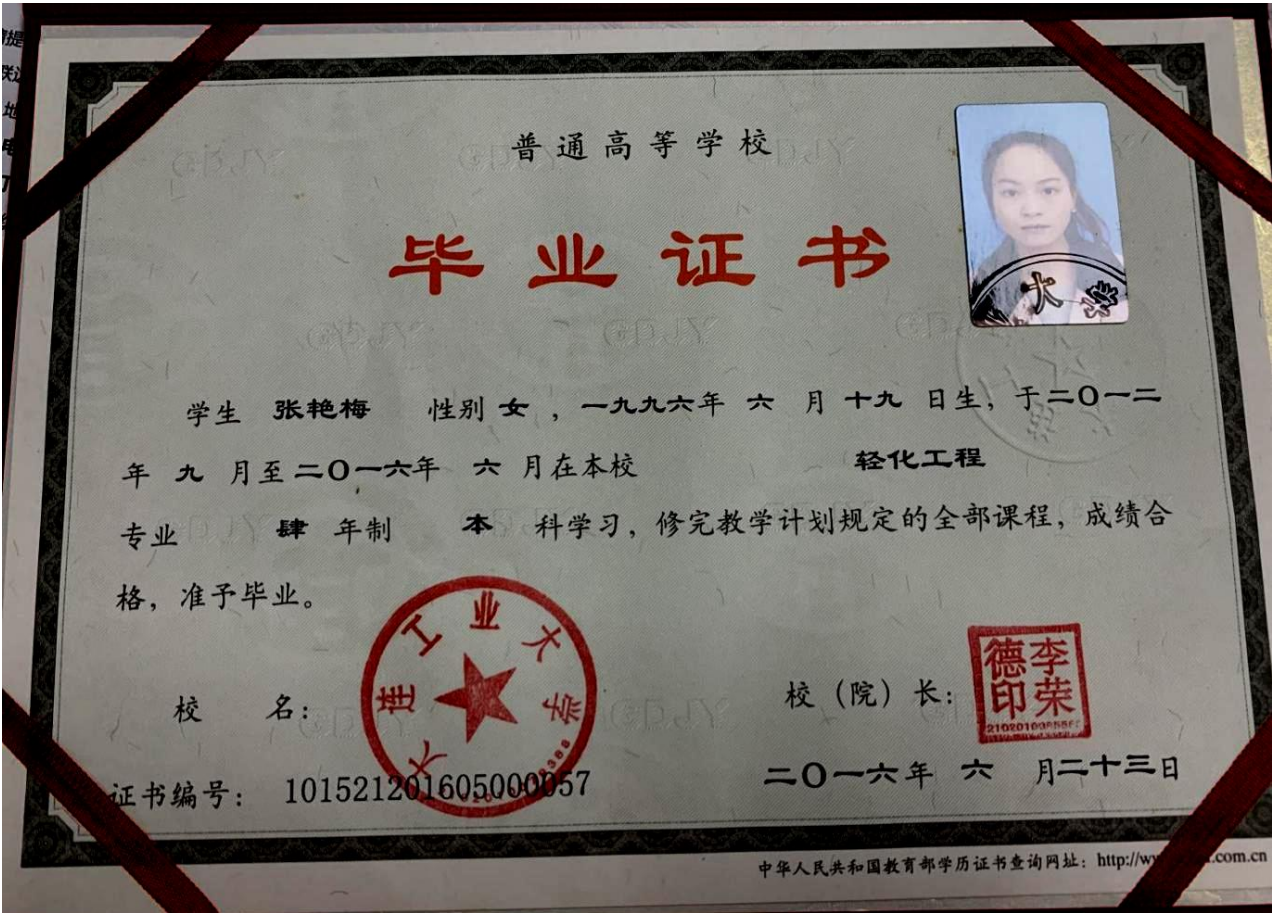 普通高等学校
毕业证书
学生 张艳梅 性别 女 ，一九九六年 六 月 十九 日生，于二〇一二
年 九 月至 二〇一六年 六 月在本校 轻化工程
专业 肆 年制 本 科学习，修完教学计划规定的全部课程，成绩合
格，准予毕业。
大连工业大学
校 名：
校（院）长：
李荣德印
证书编号： 101521201605000057
二〇一六年 六 月二十三日
中华人民共和国教育部学历证书查询网址：http://w .com.cn
大学